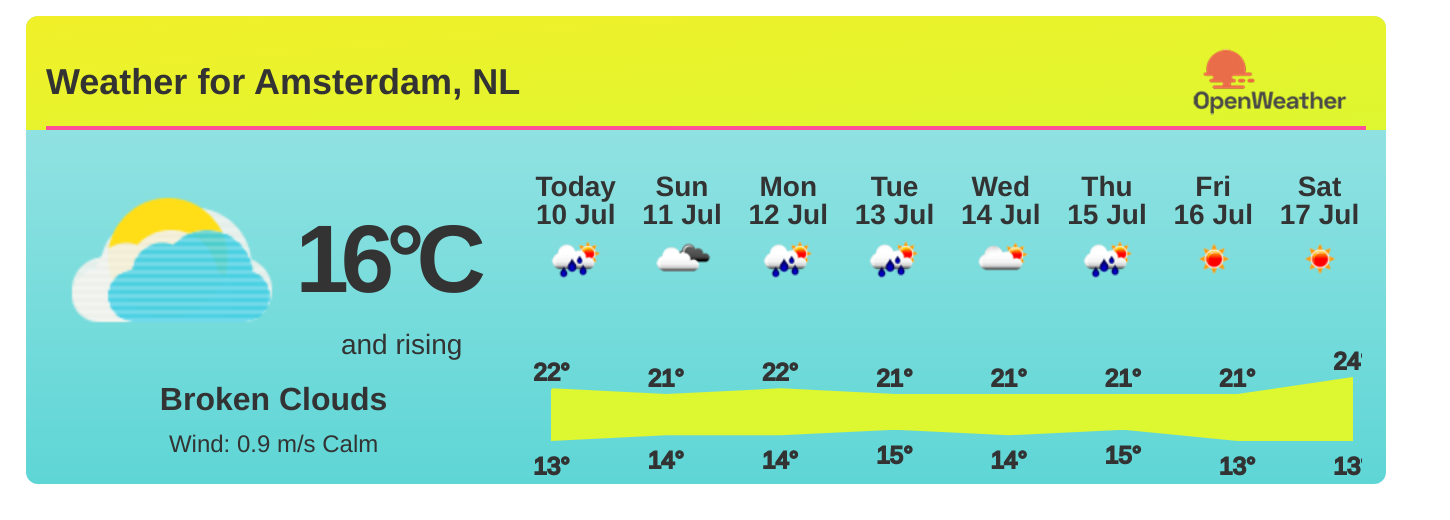 Weather for Amsterdam, NL
OpenWeather
16°C
and rising
Broken Clouds
Wind: 0.9 m/s Calm
Today Sun Mon Tue Wed Thu Fri Sat
10 Jul 11 Jul 12 Jul 13 Jul 14 Jul 15 Jul 16 Jul 17 Jul
22° 21° 22° 21° 21° 21° 21° 24°
13° 14° 14° 15° 14° 15° 13° 13°